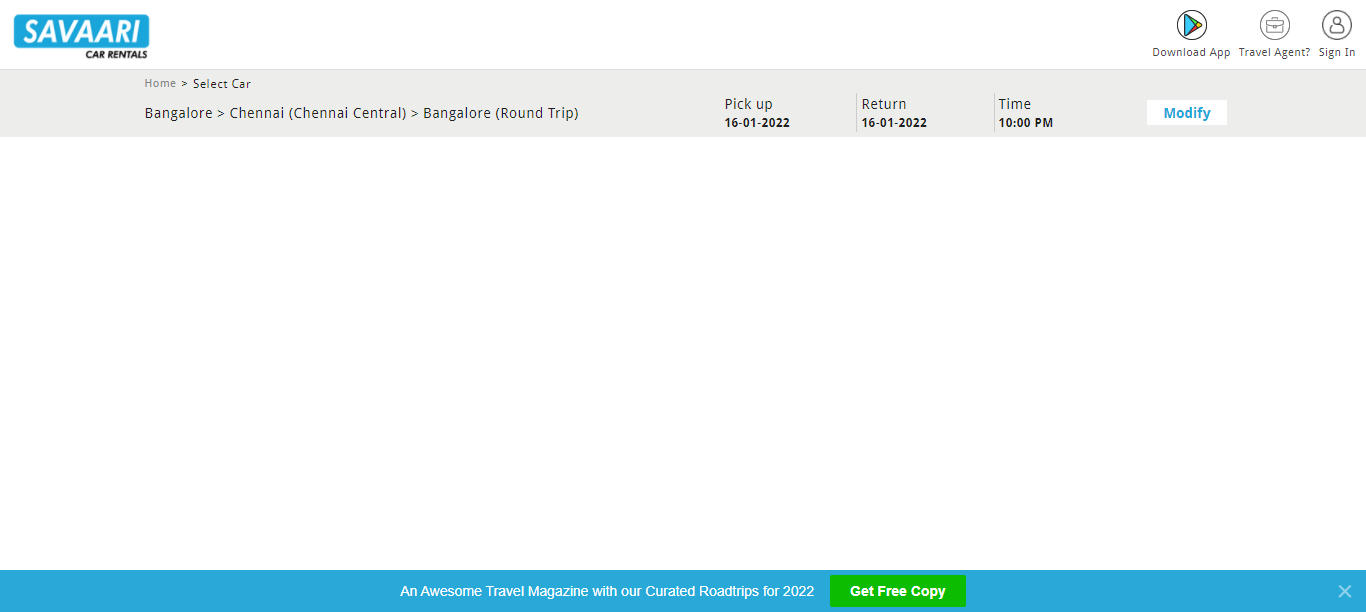 SAVAARI
CAR RENTALS
Download App Travel Agent? Sign In
Home > Select Car
Bangalore > Chennai (Chennai Central) > Bangalore (Round Trip)
Pick up
16-01-2022
Return
16-01-2022
Time
10:00 PM
Modify
An Awesome Travel Magazine with our Curated Roadtrips for 2022
Get Free Copy